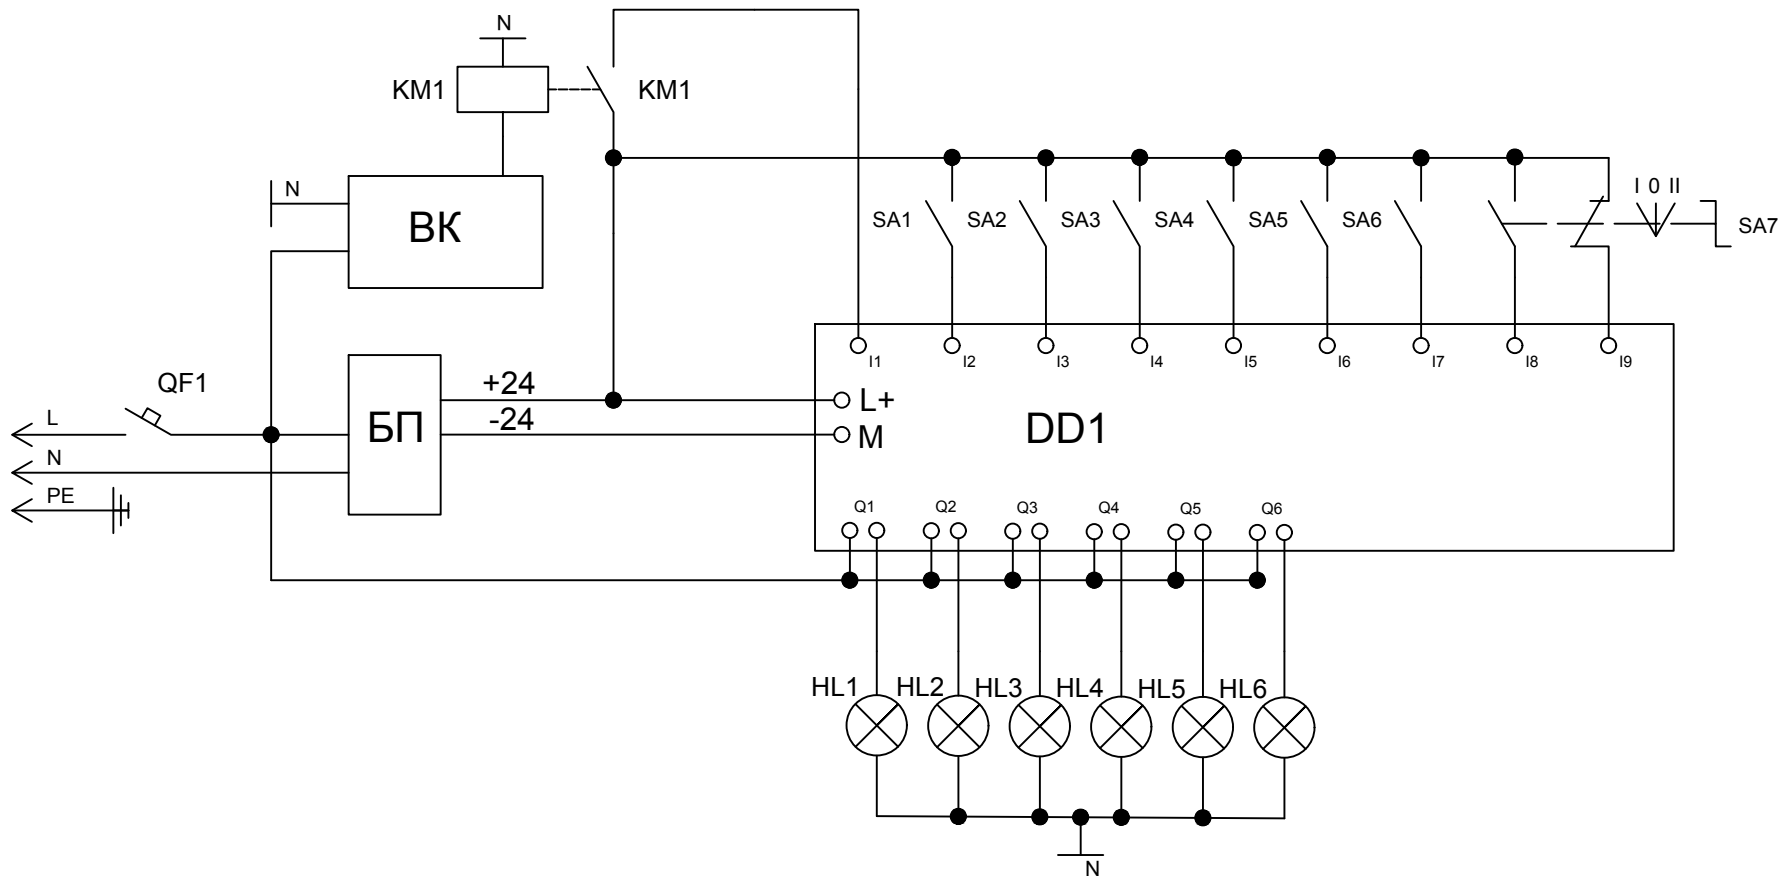 N
KM1
KM1
N
ВК
SA1
SA2
SA3
SA4
SA5
SA6
I 0 II
SA7
I1
I2
I3
I4
I5
I6
I7
I8
I9
QF1
L
N
PE
БП
+24
-24
L+
M
DD1
Q1
Q2
Q3
Q4
Q5
Q6
HL1
HL2
HL3
HL4
HL5
HL6
N